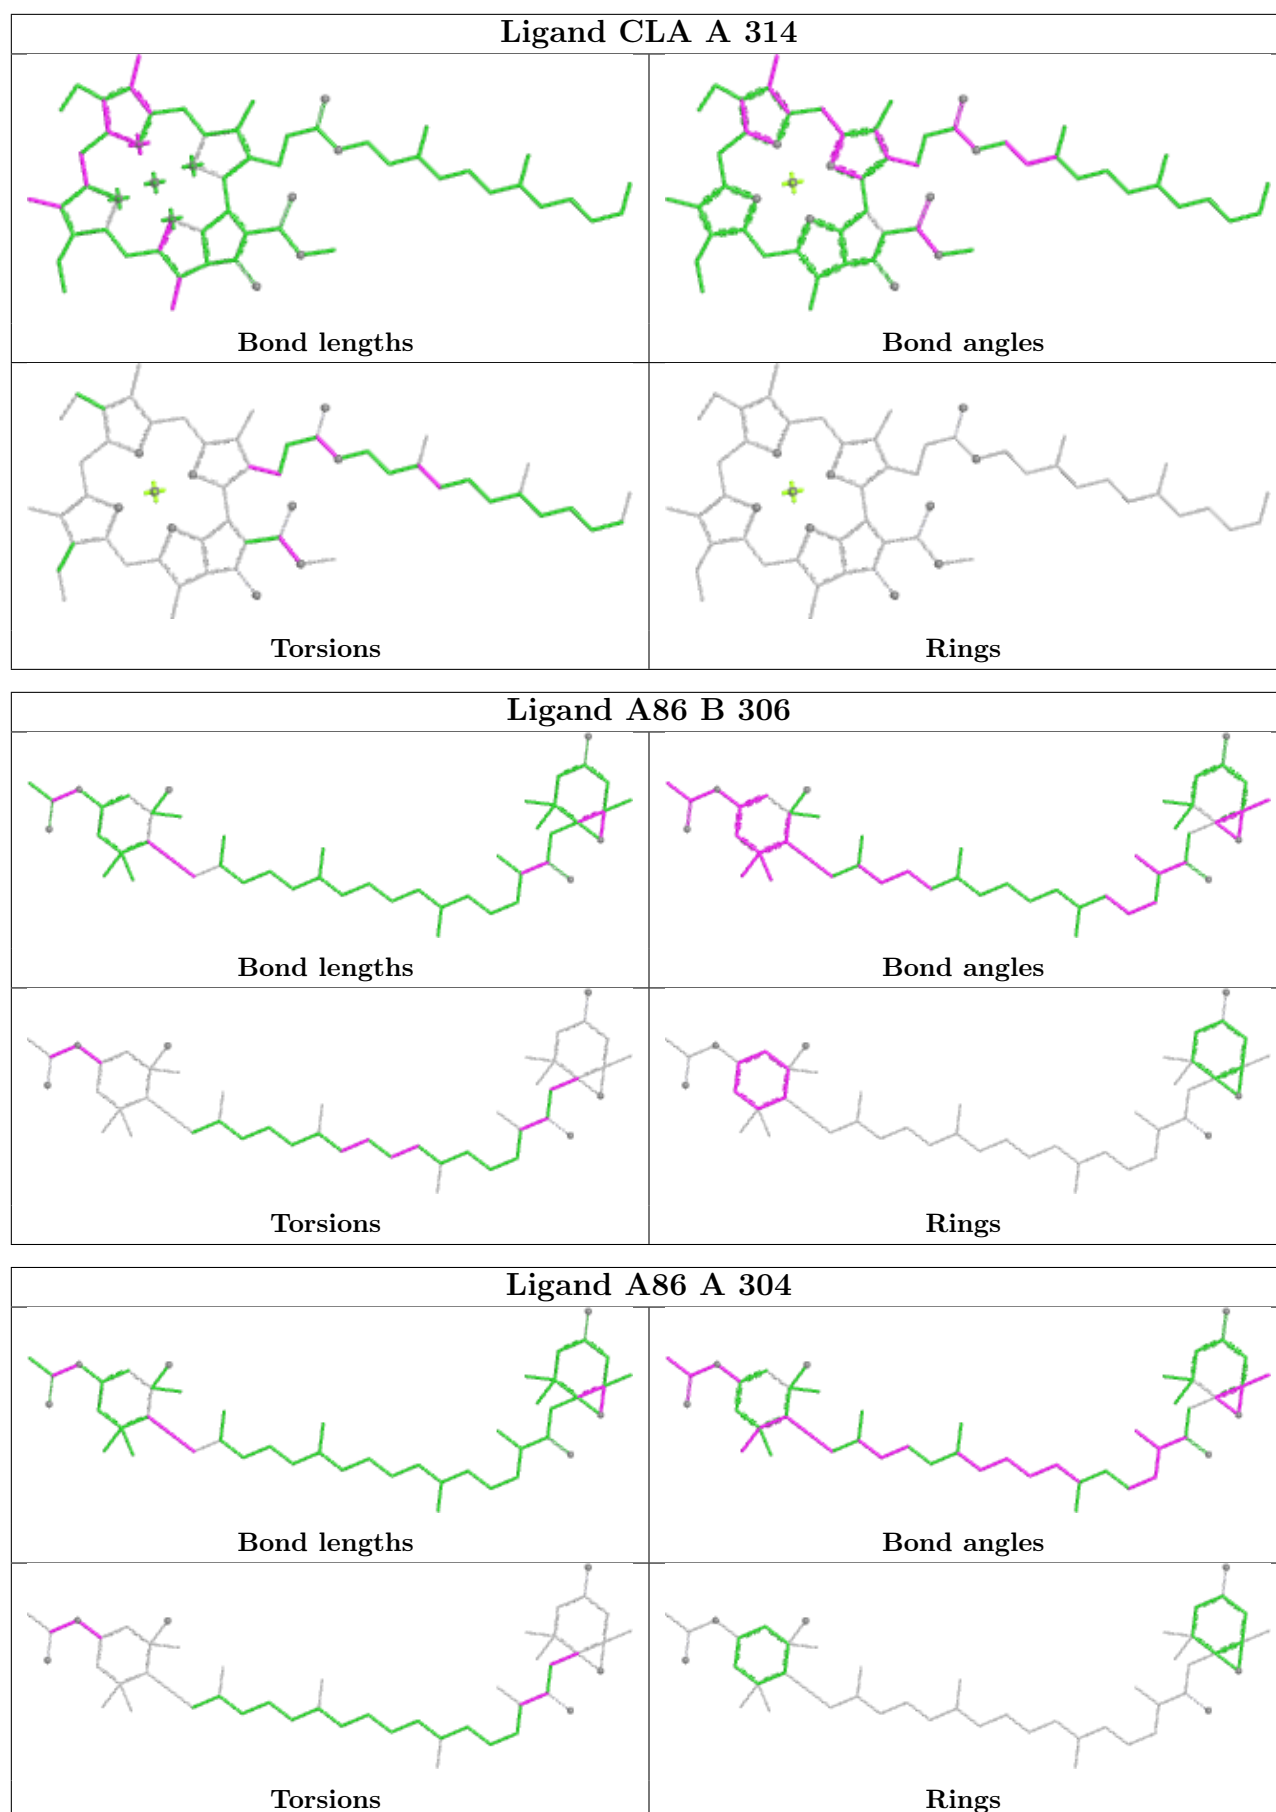 Ligand CLA A 314
Bond lengths
Bond angles
Torsions
Rings
Ligand A86 B 306
Bond lengths
Bond angles
Torsions
Rings
Ligand A86 A 304
Bond lengths
Bond angles
Torsions
Rings